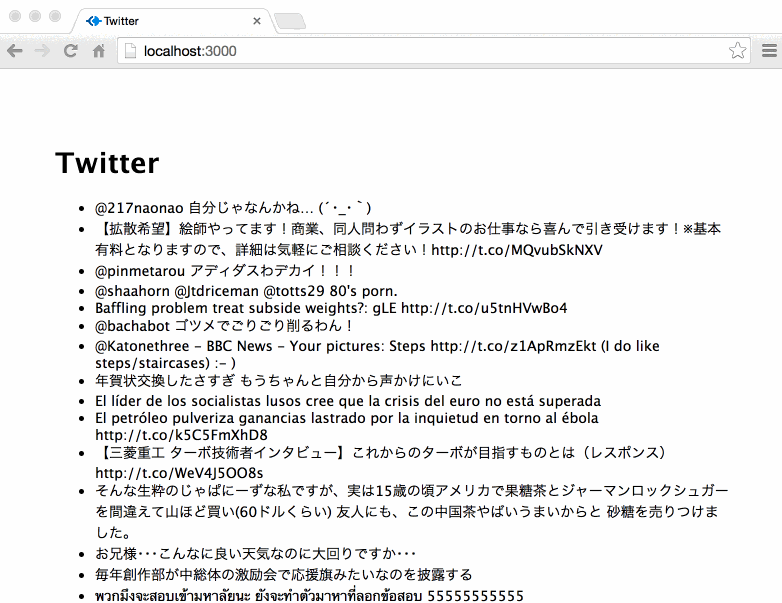 Twitter
localhost:3000
Twitter
@217naonao 自分じゃなんかね… (´･_･｀)
【拡散希望】絵師やってます！商業、同人問わずイラストのお仕事なら喜んで引き受けます！※基本
有料となりますので、詳細は気軽にご相談ください！http://t.co/MQvubSkNXV
@pinmetarou アディダスわデカイ！！！
@shaahorn @Jtdriceman @totts29 80's porn.
Baffling problem treat subside weights?: gLE http://t.co/u5tnHVwBo4
@bachabot ゴツメでごりごり削るわん！
@Katonethree – BBC News – Your pictures: Steps http://t.co/z1ApRmzEkt (I do like
steps/staircases) :- )
年賀状交換したさすぎ もうちゃんと自分から声かけにいこ
El líder de los socialistas lusos cree que la crisis del euro no está superada
El petróleo pulveriza ganancias lastrado por la inquietud en torno al ébola
http://t.co/k5C5FmXhD8
【三菱重工 ターボ技術者インタビュー】これからのターボが目指すものとは（レスポンス）
http://t.co/WeV4J5OO8s
そんな生粋のじゃぱにーずな私ですが、実は15歳の頃アメリカで果糖茶とジャーマンロックシュガー
を間違えて山ほど買い(60ドルくらい) 友人にも、この中国茶やばいうまいからと 砂糖を売りつけま
した。
お兄様･･･こんなに良い天気なのに大回りですか･･･
毎年創作部が中総体の激励会で応援旗みたいなのを披露する
พวกมึงจะสอบเข้ามหาลัยนะ ยังจะทำตัวมาหาที่ลอกข้อสอบ 55555555555